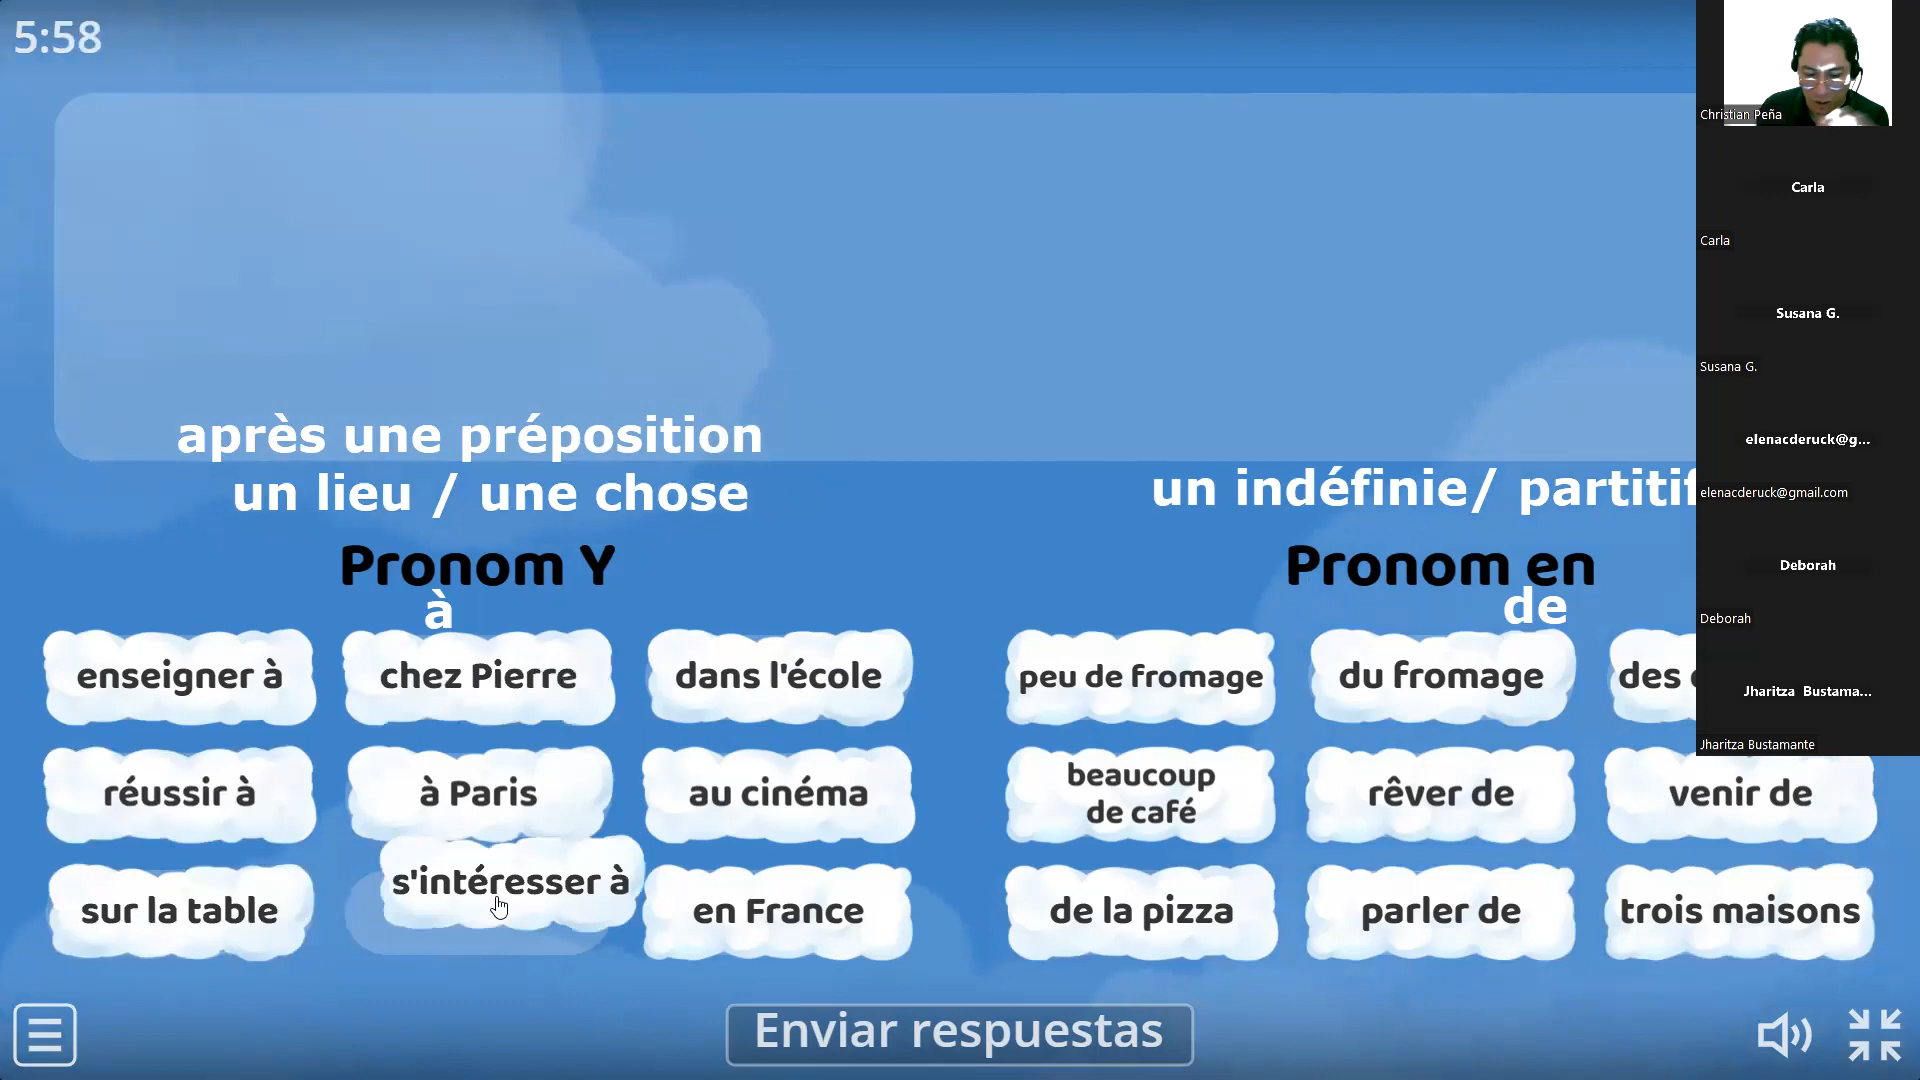 5:58
après une préposition
un lieu / une chose
un indéfinie/ partitif
Pronom Y
à
Pronom en
de
enseigner à
chez Pierre
dans l'école
peu de fromage
du fromage
des
réussir à
à Paris
au cinéma
beaucoup
de café
rêver de
venir de
sur la table
s'intéresser à
en France
de la pizza
parler de
trois maisons
Enviar respuestas
Christian Peña
Carla
Carla
Susana G.
Susana G.
elenacderuck@g...
elenacderuck@gmail.com
Deborah
Deborah
Jharitza Bustama...
Jharitza Bustamante